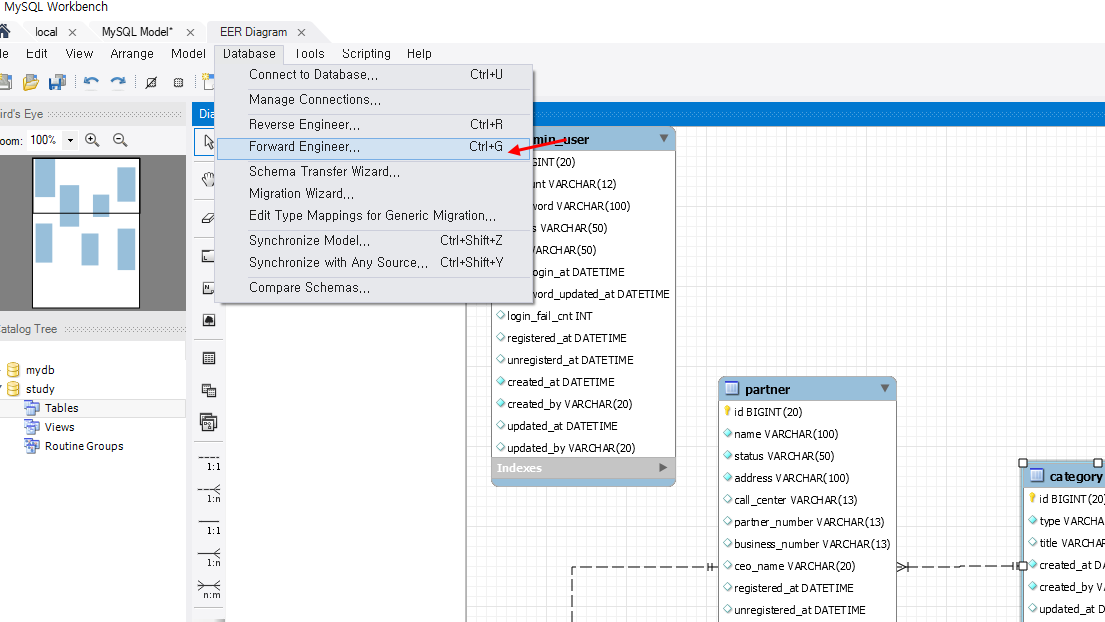 MySQL Workbench
local
MySQL Model*
EER Diagram
Edit View Arrange Model Database Tools Scripting Help
Connect to Database... Ctrl+U
Manage Connections...
Reverse Engineer... Ctrl+R
Forward Engineer... Ctrl+G
Schema Transfer Wizard...
Migration Wizard...
Edit Type Mappings for Generic Migration...
Synchronize Model... Ctrl+Shift+Z
Synchronize with Any Source... Ctrl+Shift+Y
Compare Schemas...
ird's Eye
oom: 100%
atalog Tree
mydb
study
Tables
Views
Routine Groups
Dia
1:1
1:n
1:1
1:n
n:m
min_user
GINT(20)
unt VARCHAR(12)
word VARCHAR(100)
s VARCHAR(50)
VARCHAR(50)
ogin_at DATETIME
word_updated_at DATETIME
login_fail_cnt INT
registered_at DATETIME
unregisterd_at DATETIME
created_at DATETIME
created_by VARCHAR(20)
updated_at DATETIME
updated_by VARCHAR(20)
Indexes
partner
id BIGINT(20)
name VARCHAR(100)
status VARCHAR(50)
address VARCHAR(100)
call_center VARCHAR(13)
partner_number VARCHAR(13)
business_number VARCHAR(13)
ceo_name VARCHAR(20)
registered_at DATETIME
unregistered_at DATETIME
category
id BIGINT(20)
type VARCHA
title VARCHAR
created_at DA
created_by VA
updated_at D